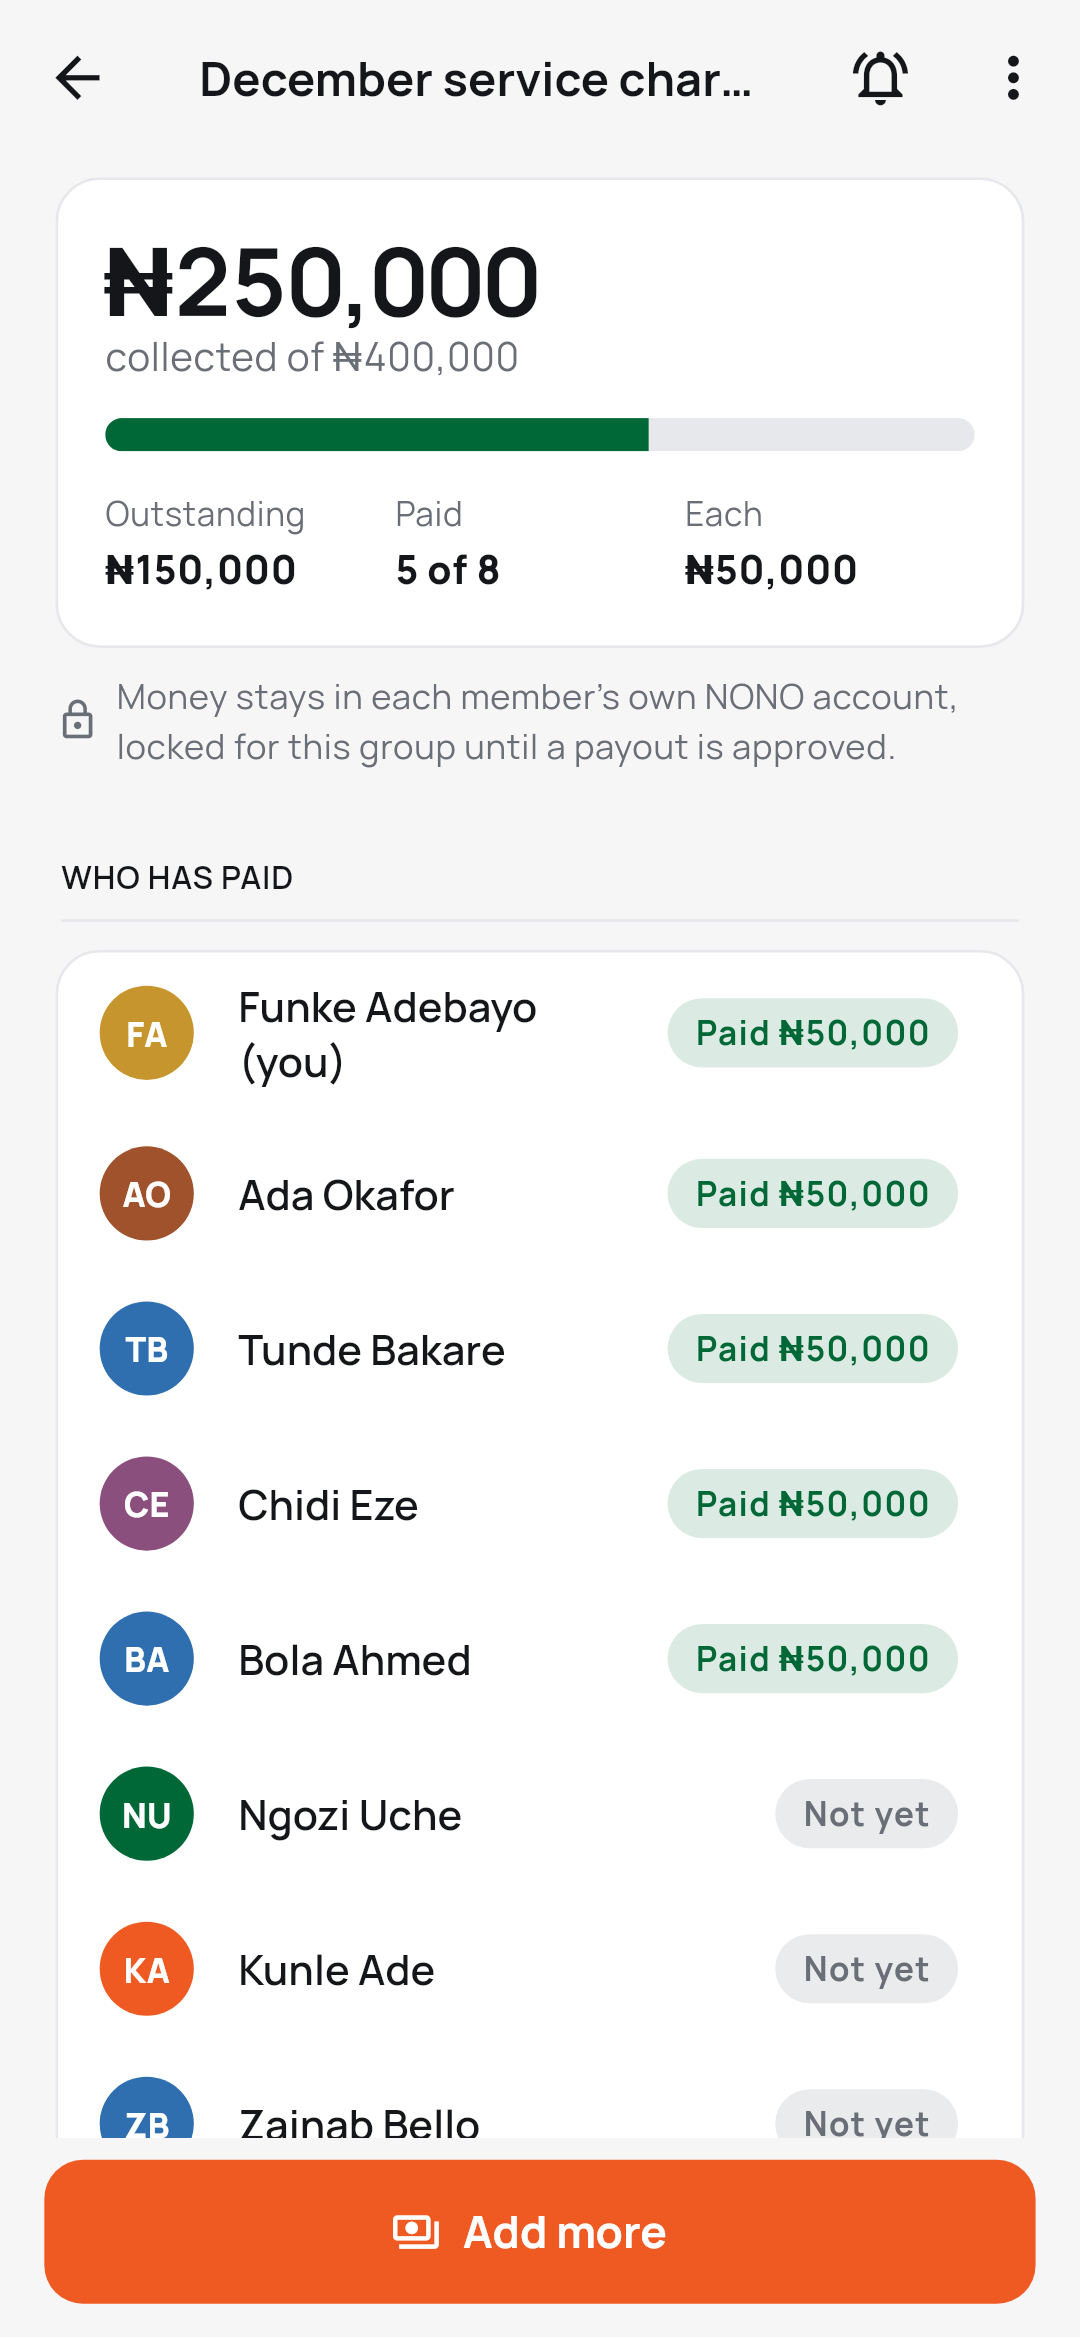 December service char...
₦250,000
collected of ₦400,000
Outstanding
Paid
Each
₦150,000
5 of 8
₦50,000
Money stays in each member’s own NONO account,
locked for this group until a payout is approved.
WHO HAS PAID
FA
Funke Adebayo
(you)
Paid ₦50,000
AO
Ada Okafor
Paid ₦50,000
TB
Tunde Bakare
Paid ₦50,000
CE
Chidi Eze
Paid ₦50,000
BA
Bola Ahmed
Paid ₦50,000
NU
Ngozi Uche
Not yet
KA
Kunle Ade
Not yet
ZB
Zainab Bello
Not yet
Add more